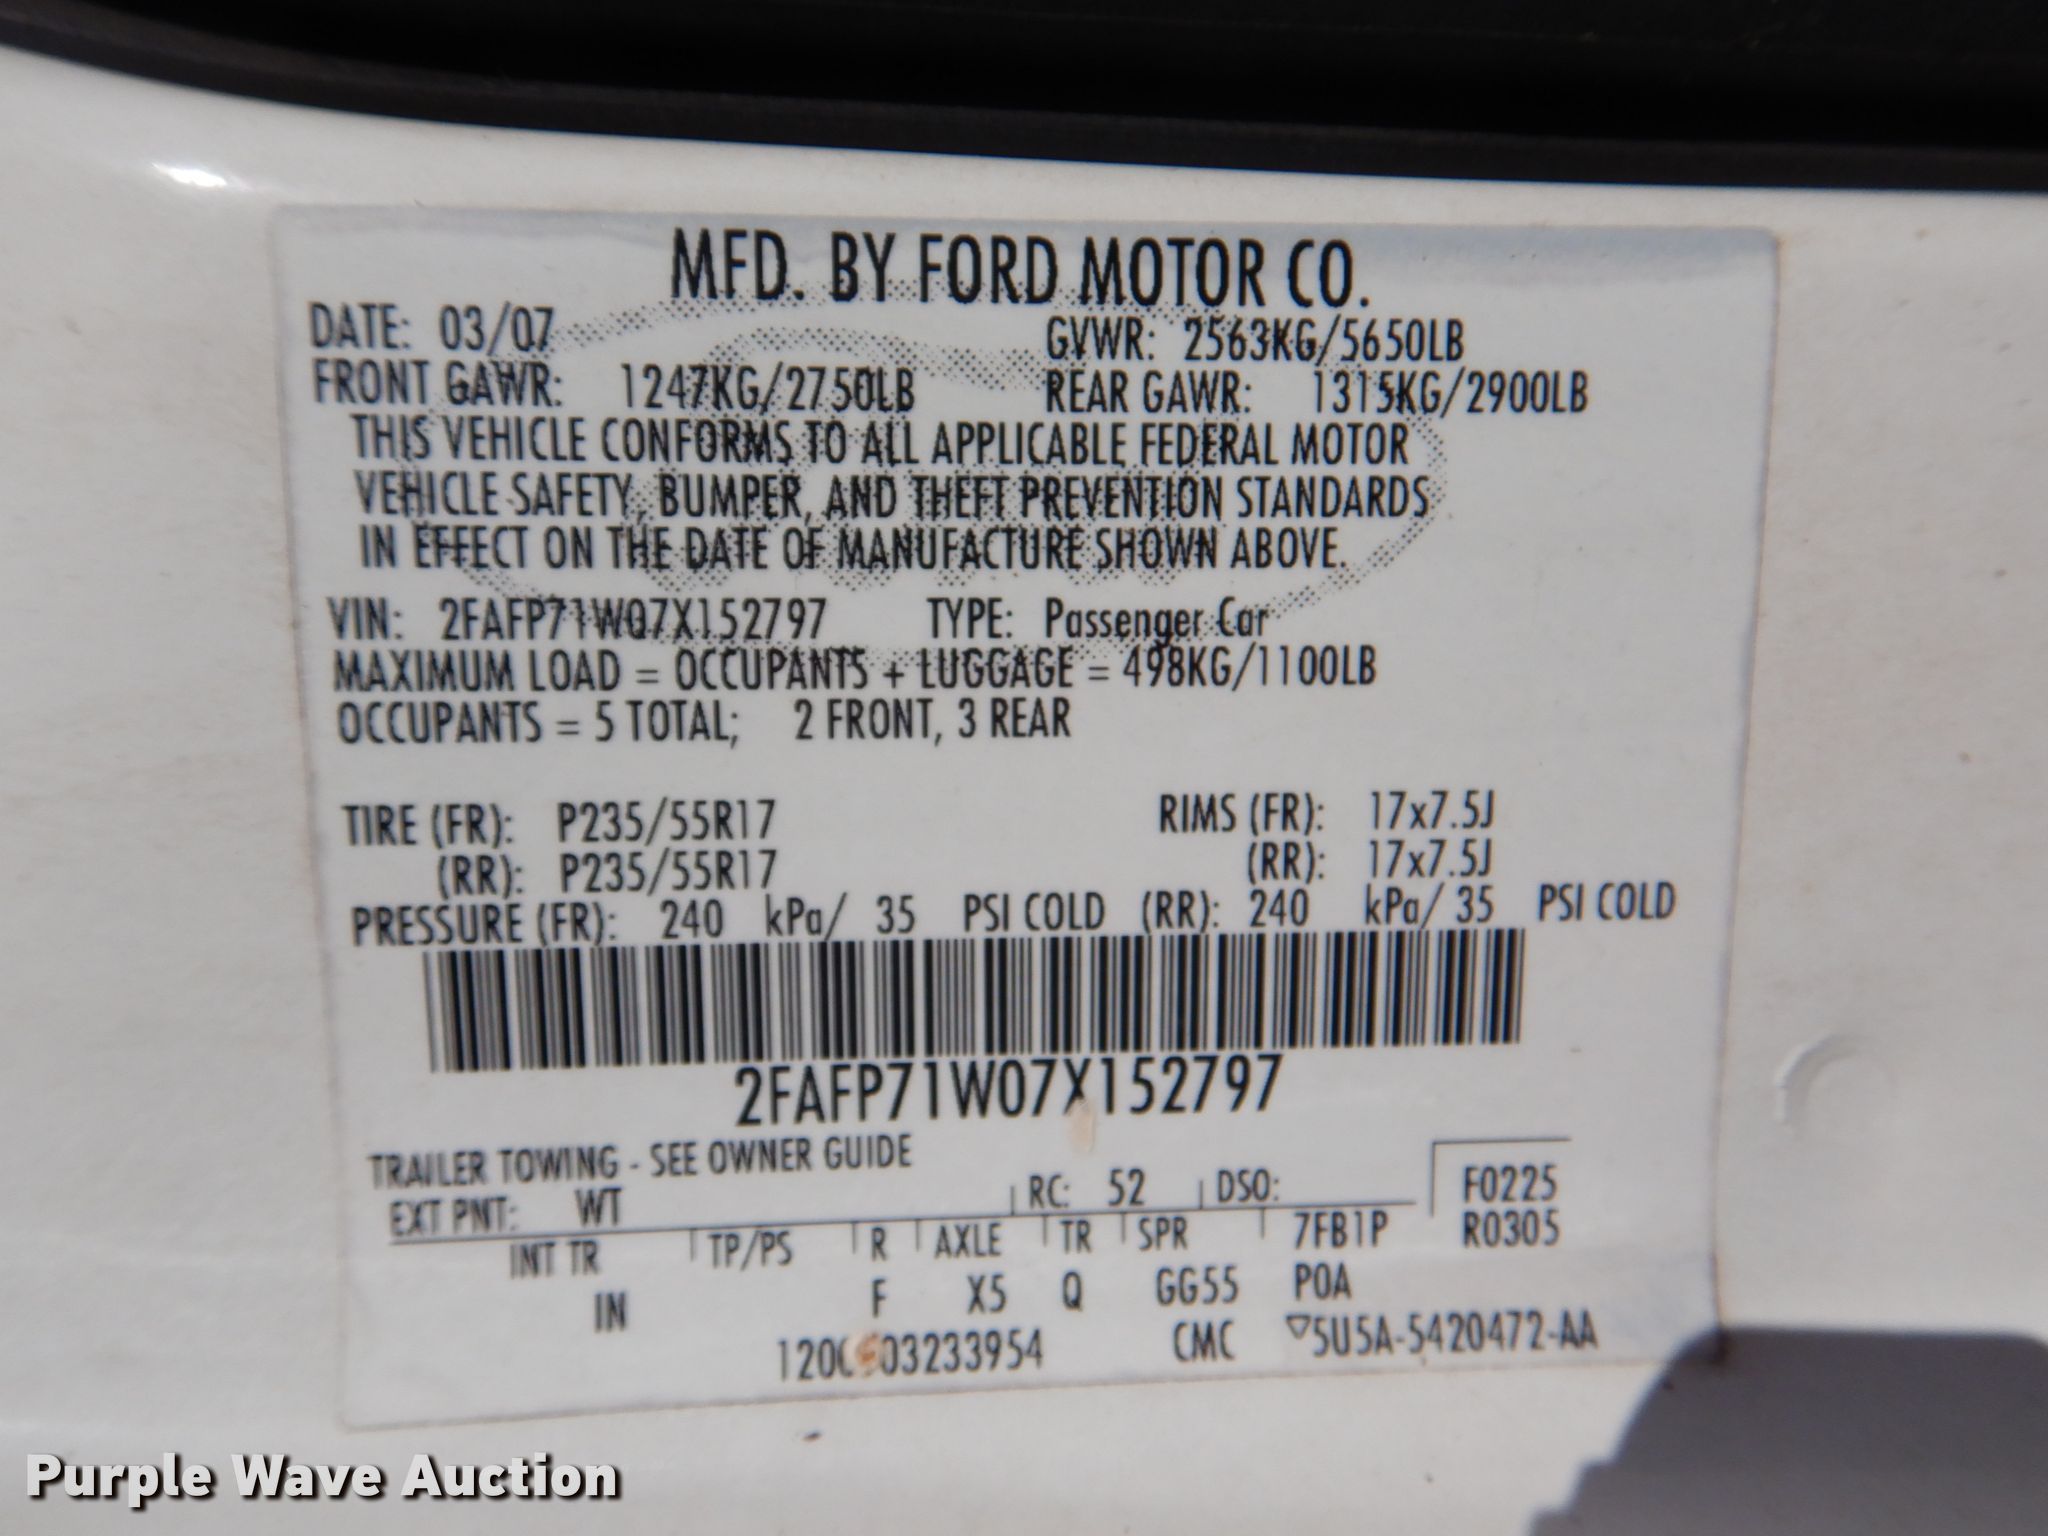 MFD. BY FORD MOTOR CO.
DATE: 03/07 GVWR: 2563KG/5650LB
FRONT GAWR: 1247KG/2750LB REAR GAWR: 1315KG/2900LB
THIS VEHICLE CONFORMS TO ALL APPLICABLE FEDERAL MOTOR
VEHICLE SAFETY, BUMPER, AND THEFT PREVENTION STANDARDS
IN EFFECT ON THE DATE OF MANUFACTURE SHOWN ABOVE.
VIN: 2FAFP71W07X152797 TYPE: Passenger Car
MAXIMUM LOAD = OCCUPANTS + LUGGAGE = 498KG/1100LB
OCCUPANTS = 5 TOTAL; 2 FRONT, 3 REAR
TIRE (FR): P235/55R17 RIMS (FR): 17x7.5J
(RR): P235/55R17 (RR): 17x7.5J
PRESSURE (FR): 240 kPa/ 35 PSI COLD (RR): 240 kPa/ 35 PSI COLD
2FAFP71W07X152797
TRAILER TOWING - SEE OWNER GUIDE
EXT PNT: WT RC: 52 DSO: F0225
INT TR TP/PS R AXLE TR SPR 7FB1P R0305
IN F X5 Q GG55 POA
CMC ▽5U5A-5420472-AA
Purple Wave Auction